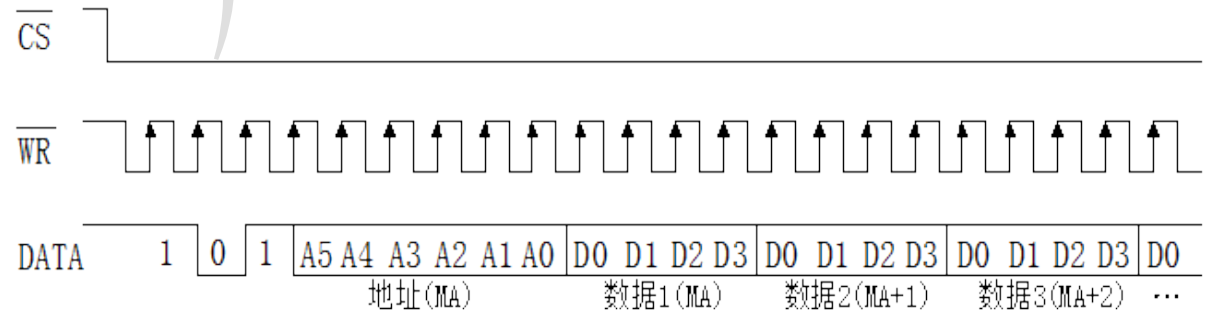 CS
WR
DATA 1 0 1 A5 A4 A3 A2 A1 A0 D0 D1 D2 D3 D0 D1 D2 D3 D0 D1 D2 D3 D0
地址(MA) 数据1(MA) 数据2(MA+1) 数据3(MA+2) ···